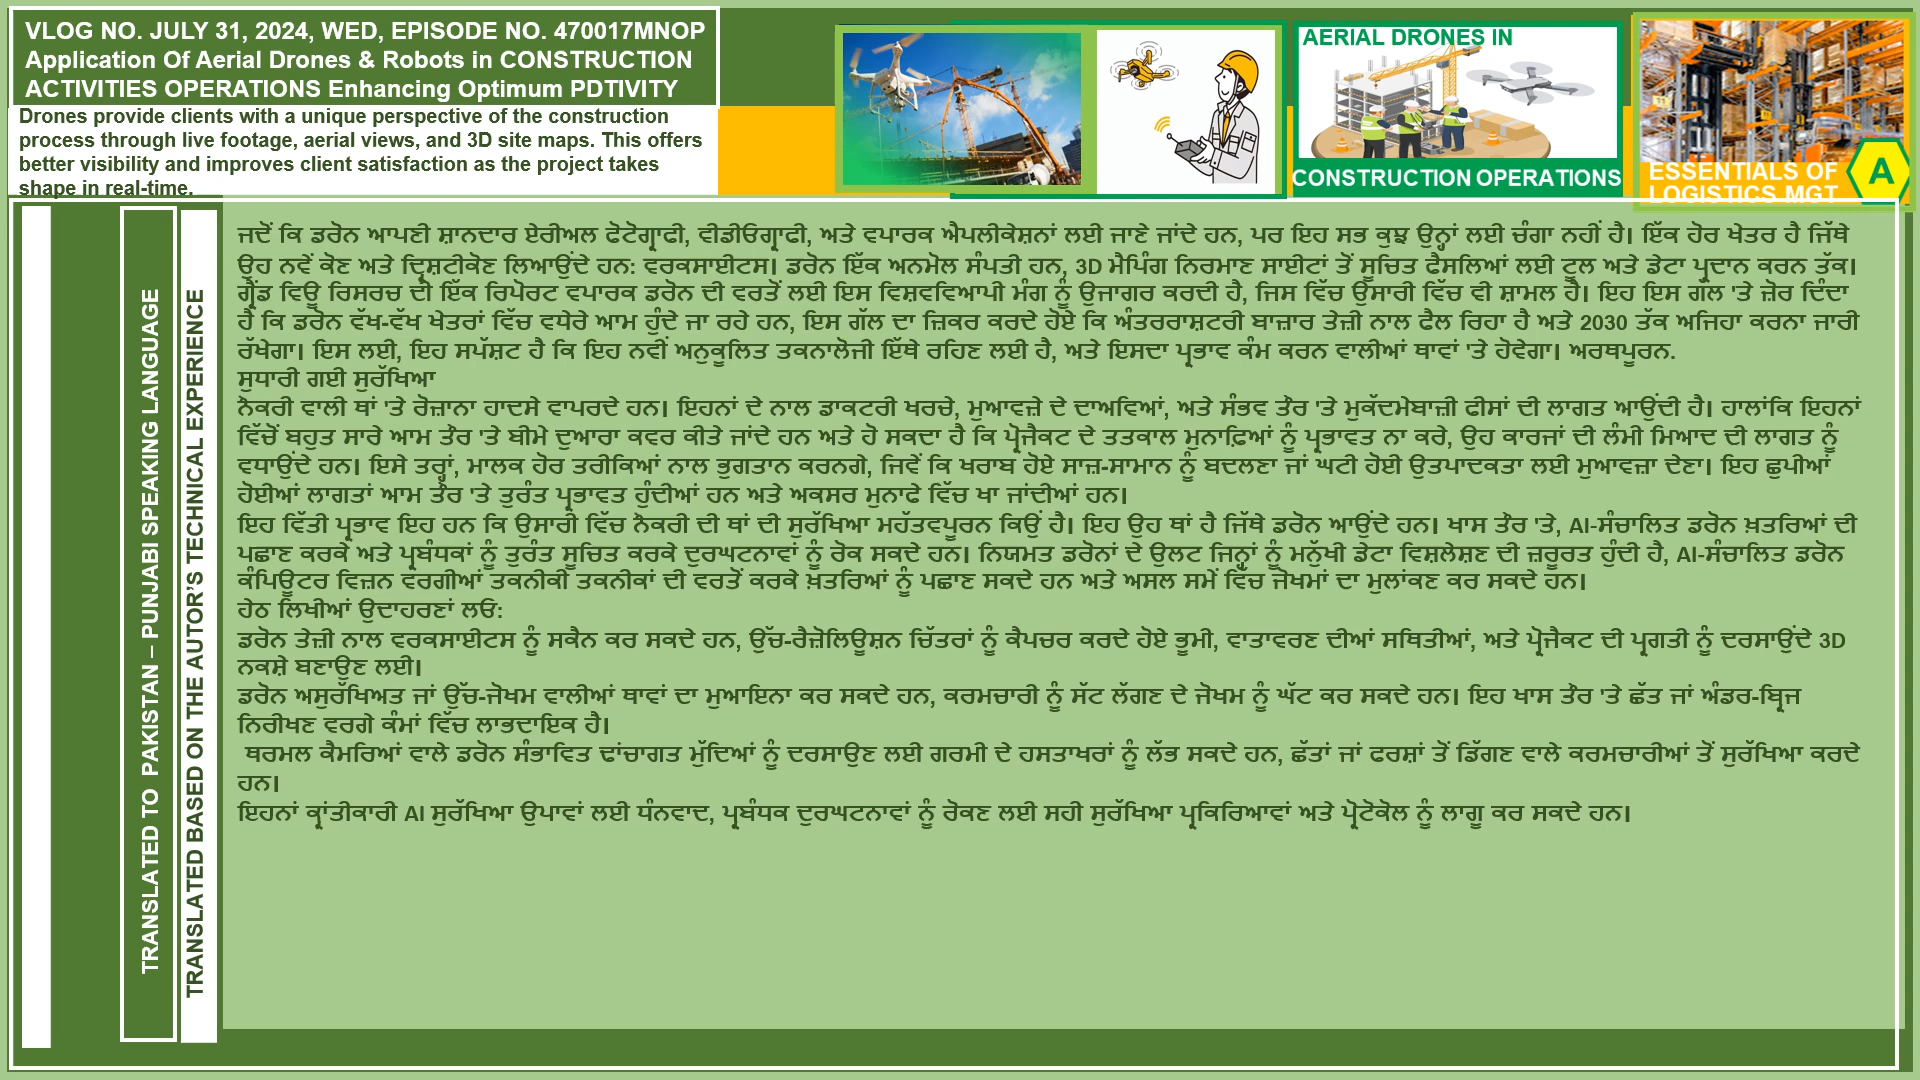 VLOG NO. JULY 31, 2024, WED, EPISODE NO. 470017MNOP
Application Of Aerial Drones & Robots in CONSTRUCTION
ACTIVITIES OPERATIONS Enhancing Optimum PDTIVITY
Drones provide clients with a unique perspective of the construction
process through live footage, aerial views, and 3D site maps. This offers
better visibility and improves client satisfaction as the project takes
shape in real-time.
AERIAL DRONES IN
CONSTRUCTION OPERATIONS
ESSENTIALS OF
LOGISTICS MGT
A
TRANSLATED TO PAKISTAN – PUNJABI SPEAKING LANGUAGE
TRANSLATED BASED ON THE AUTOR'S TECHNICAL EXPERIENCE
ਜਦੋਂ ਕਿ ਡਰੋਨ ਆਪਣੀ ਸ਼ਾਨਦਾਰ ਏਰੀਅਲ ਫੋਟੋਗ੍ਰਾਫੀ, ਵੀਡੀਓਗ੍ਰਾਫੀ, ਅਤੇ ਵਪਾਰਕ ਐਪਲੀਕੇਸ਼ਨਾਂ ਲਈ ਜਾਣੇ ਜਾਂਦੇ ਹਨ, ਪਰ ਇਹ ਸਭ ਕੁਝ ਉਨ੍ਹਾਂ ਲਈ ਚੰਗਾ ਨਹੀਂ ਹੈ। ਇੱਕ ਹੋਰ ਖੇਤਰ ਹੈ ਜਿੱਥੇ
ਉਹ ਨਵੇਂ ਕੋਣ ਅਤੇ ਦ੍ਰਿਸ਼ਟੀਕੋਣ ਲਿਆਉਂਦੇ ਹਨ: ਵਰਕਸਾਈਟਸ। ਡਰੋਨ ਇੱਕ ਅਨਮੋਲ ਸੰਪਤੀ ਹਨ, 3D ਮੈਪਿੰਗ ਨਿਰਮਾਣ ਸਾਈਟਾਂ ਤੋਂ ਸੂਚਿਤ ਫੈਸਲਿਆਂ ਲਈ ਟੂਲ ਅਤੇ ਡੇਟਾ ਪ੍ਰਦਾਨ ਕਰਨ ਤੱਕ।
ਗ੍ਰੈਂਡ ਵਿਊ ਰਿਸਰਚ ਦੀ ਇੱਕ ਰਿਪੋਰਟ ਵਪਾਰਕ ਡਰੋਨ ਦੀ ਵਰਤੋਂ ਲਈ ਇਸ ਵਿਸ਼ਵਵਿਆਪੀ ਮੰਗ ਨੂੰ ਉਜਾਗਰ ਕਰਦੀ ਹੈ, ਜਿਸ ਵਿੱਚ ਉਸਾਰੀ ਵਿੱਚ ਵੀ ਸ਼ਾਮਲ ਹੈ। ਇਹ ਇਸ ਗੱਲ 'ਤੇ ਜ਼ੋਰ ਦਿੰਦਾ
ਹੈ ਕਿ ਡਰੋਨ ਵੱਖ-ਵੱਖ ਖੇਤਰਾਂ ਵਿੱਚ ਵਧੇਰੇ ਆਮ ਹੁੰਦੇ ਜਾ ਰਹੇ ਹਨ, ਇਸ ਗੱਲ ਦਾ ਜ਼ਿਕਰ ਕਰਦੇ ਹੋਏ ਕਿ ਅੰਤਰਰਾਸ਼ਟਰੀ ਬਾਜ਼ਾਰ ਤੇਜ਼ੀ ਨਾਲ ਫੈਲ ਰਿਹਾ ਹੈ ਅਤੇ 2030 ਤੱਕ ਅਜਿਹਾ ਕਰਨਾ ਜਾਰੀ
ਰੱਖੇਗਾ। ਇਸ ਲਈ, ਇਹ ਸਪੱਸ਼ਟ ਹੈ ਕਿ ਇਹ ਨਵੀਂ ਅਨੁਕੂਲਿਤ ਤਕਨਾਲੋਜੀ ਇੱਥੇ ਰਹਿਣ ਲਈ ਹੈ, ਅਤੇ ਇਸਦਾ ਪ੍ਰਭਾਵ ਕੰਮ ਕਰਨ ਵਾਲੀਆਂ ਥਾਵਾਂ 'ਤੇ ਹੋਵੇਗਾ। ਅਰਥਪੂਰਨ.
ਸੁਧਾਰੀ ਗਈ ਸੁਰੱਖਿਆ
ਨੌਕਰੀ ਵਾਲੀ ਥਾਂ 'ਤੇ ਰੋਜ਼ਾਨਾ ਹਾਦਸੇ ਵਾਪਰਦੇ ਹਨ। ਇਹਨਾਂ ਦੇ ਨਾਲ ਡਾਕਟਰੀ ਖਰਚੇ, ਮੁਆਵਜ਼ੇ ਦੇ ਦਾਅਵਿਆਂ, ਅਤੇ ਸੰਭਵ ਤੌਰ 'ਤੇ ਮੁਕੱਦਮੇਬਾਜ਼ੀ ਫੀਸਾਂ ਦੀ ਲਾਗਤ ਆਉਂਦੀ ਹੈ। ਹਾਲਾਂਕਿ ਇਹਨਾਂ
ਵਿੱਚੋਂ ਬਹੁਤ ਸਾਰੇ ਆਮ ਤੌਰ 'ਤੇ ਬੀਮੇ ਦੁਆਰਾ ਕਵਰ ਕੀਤੇ ਜਾਂਦੇ ਹਨ ਅਤੇ ਹੋ ਸਕਦਾ ਹੈ ਕਿ ਪ੍ਰੋਜੈਕਟ ਦੇ ਤਤਕਾਲ ਮੁਨਾਫ਼ਿਆਂ ਨੂੰ ਪ੍ਰਭਾਵਤ ਨਾ ਕਰੇ, ਉਹ ਕਾਰਜਾਂ ਦੀ ਲੰਮੀ ਮਿਆਦ ਦੀ ਲਾਗਤ ਨੂੰ
ਵਧਾਉਂਦੇ ਹਨ। ਇਸੇ ਤਰ੍ਹਾਂ, ਮਾਲਕ ਹੋਰ ਤਰੀਕਿਆਂ ਨਾਲ ਭੁਗਤਾਨ ਕਰਨਗੇ, ਜਿਵੇਂ ਕਿ ਖਰਾਬ ਹੋਏ ਸਾਜ਼-ਸਾਮਾਨ ਨੂੰ ਬਦਲਣਾ ਜਾਂ ਘਟੀ ਹੋਈ ਉਤਪਾਦਕਤਾ ਲਈ ਮੁਆਵਜ਼ਾ ਦੇਣਾ। ਇਹ ਛੁਪੀਆਂ
ਹੋਈਆਂ ਲਾਗਤਾਂ ਆਮ ਤੌਰ 'ਤੇ ਤੁਰੰਤ ਪ੍ਰਭਾਵਤ ਹੁੰਦੀਆਂ ਹਨ ਅਤੇ ਅਕਸਰ ਮੁਨਾਫੇ ਵਿੱਚ ਖਾ ਜਾਂਦੀਆਂ ਹਨ।
ਇਹ ਵਿੱਤੀ ਪ੍ਰਭਾਵ ਇਹ ਹਨ ਕਿ ਉਸਾਰੀ ਵਿੱਚ ਨੌਕਰੀ ਦੀ ਥਾਂ ਦੀ ਸੁਰੱਖਿਆ ਮਹੱਤਵਪੂਰਨ ਕਿਉਂ ਹੈ। ਇਹ ਉਹ ਥਾਂ ਹੈ ਜਿੱਥੇ ਡਰੋਨ ਆਉਂਦੇ ਹਨ। ਖਾਸ ਤੌਰ 'ਤੇ, AI-ਸੰਚਾਲਿਤ ਡਰੋਨ ਖ਼ਤਰਿਆਂ ਦੀ
ਪਛਾਣ ਕਰਕੇ ਅਤੇ ਪ੍ਰਬੰਧਕਾਂ ਨੂੰ ਤੁਰੰਤ ਸੂਚਿਤ ਕਰਕੇ ਦੁਰਘਟਨਾਵਾਂ ਨੂੰ ਰੋਕ ਸਕਦੇ ਹਨ। ਨਿਯਮਤ ਡਰੋਨਾਂ ਦੇ ਉਲਟ ਜਿਨ੍ਹਾਂ ਨੂੰ ਮਨੁੱਖੀ ਡੇਟਾ ਵਿਸ਼ਲੇਸ਼ਣ ਦੀ ਜ਼ਰੂਰਤ ਹੁੰਦੀ ਹੈ, AI-ਸੰਚਾਲਿਤ ਡਰੋਨ
ਕੰਪਿਊਟਰ ਵਿਜ਼ਨ ਵਰਗੀਆਂ ਤਕਨੀਕੀ ਤਕਨੀਕਾਂ ਦੀ ਵਰਤੋਂ ਕਰਕੇ ਖ਼ਤਰਿਆਂ ਨੂੰ ਪਛਾਣ ਸਕਦੇ ਹਨ ਅਤੇ ਅਸਲ ਸਮੇਂ ਵਿੱਚ ਜੋਖਮਾਂ ਦਾ ਮੁਲਾਂਕਣ ਕਰ ਸਕਦੇ ਹਨ।
ਹੇਠ ਲਿਖੀਆਂ ਉਦਾਹਰਣਾਂ ਲਓ:
ਡਰੋਨ ਤੇਜ਼ੀ ਨਾਲ ਵਰਕਸਾਈਟਸ ਨੂੰ ਸਕੈਨ ਕਰ ਸਕਦੇ ਹਨ, ਉੱਚ-ਰੈਜ਼ੋਲਿਊਸ਼ਨ ਚਿੱਤਰਾਂ ਨੂੰ ਕੈਪਚਰ ਕਰਦੇ ਹੋਏ ਭੂਮੀ, ਵਾਤਾਵਰਣ ਦੀਆਂ ਸਥਿਤੀਆਂ, ਅਤੇ ਪ੍ਰੋਜੈਕਟ ਦੀ ਪ੍ਰਗਤੀ ਨੂੰ ਦਰਸਾਉਂਦੇ 3D
ਨਕਸ਼ੇ ਬਣਾਉਣ ਲਈ।
ਡਰੋਨ ਅਸੁਰੱਖਿਅਤ ਜਾਂ ਉੱਚ-ਜੋਖਮ ਵਾਲੀਆਂ ਥਾਵਾਂ ਦਾ ਮੁਆਇਨਾ ਕਰ ਸਕਦੇ ਹਨ, ਕਰਮਚਾਰੀ ਨੂੰ ਸੱਟ ਲੱਗਣ ਦੇ ਜੋਖਮ ਨੂੰ ਘੱਟ ਕਰ ਸਕਦੇ ਹਨ। ਇਹ ਖਾਸ ਤੌਰ 'ਤੇ ਛੱਤ ਜਾਂ ਅੰਡਰ-ਬ੍ਰਿਜ
ਨਿਰੀਖਣ ਵਰਗੇ ਕੰਮਾਂ ਵਿੱਚ ਲਾਭਦਾਇਕ ਹੈ।
ਥਰਮਲ ਕੈਮਰਿਆਂ ਵਾਲੇ ਡਰੋਨ ਸੰਭਾਵਿਤ ਢਾਂਚਾਗਤ ਮੁੱਦਿਆਂ ਨੂੰ ਦਰਸਾਉਣ ਲਈ ਗਰਮੀ ਦੇ ਹਸਤਾਖਰਾਂ ਨੂੰ ਲੱਭ ਸਕਦੇ ਹਨ, ਛੱਤਾਂ ਜਾਂ ਫਰਸ਼ਾਂ ਤੋਂ ਡਿੱਗਣ ਵਾਲੇ ਕਰਮਚਾਰੀਆਂ ਤੋਂ ਸੁਰੱਖਿਆ ਕਰਦੇ
ਹਨ।
ਇਹਨਾਂ ਕ੍ਰਾਂਤੀਕਾਰੀ AI ਸੁਰੱਖਿਆ ਉਪਾਵਾਂ ਲਈ ਧੰਨਵਾਦ, ਪ੍ਰਬੰਧਕ ਦੁਰਘਟਨਾਵਾਂ ਨੂੰ ਰੋਕਣ ਲਈ ਸਹੀ ਸੁਰੱਖਿਆ ਪ੍ਰਕਿਰਿਆਵਾਂ ਅਤੇ ਪ੍ਰੋਟੋਕੋਲ ਨੂੰ ਲਾਗੂ ਕਰ ਸਕਦੇ ਹਨ।